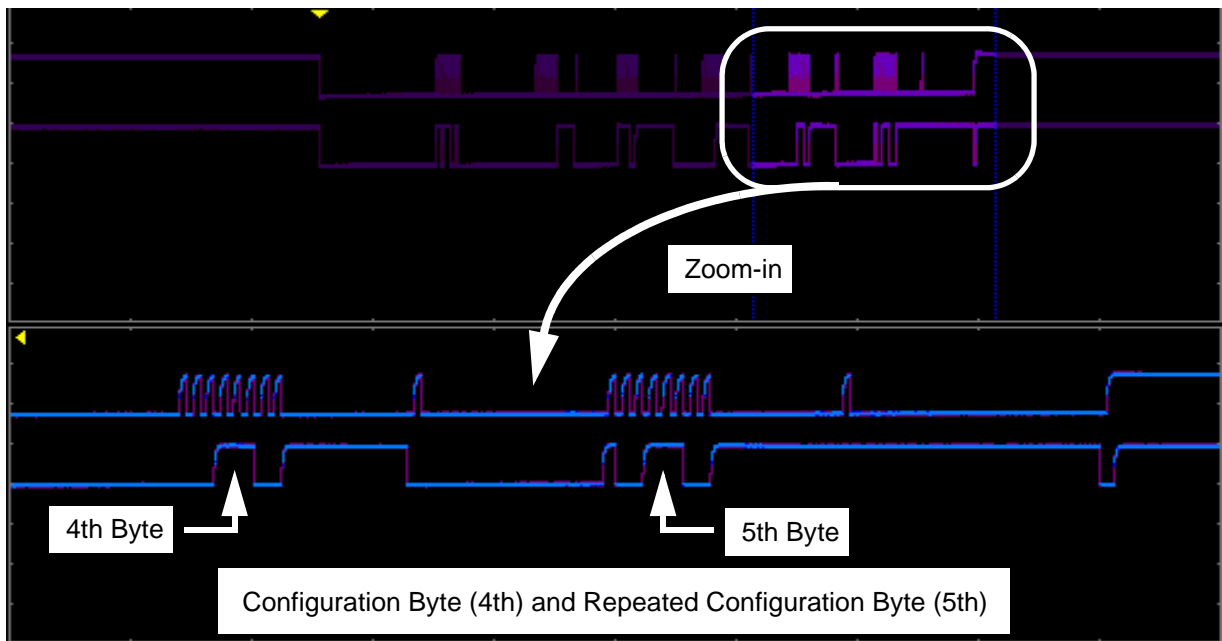 Zoom-in
4th Byte
5th Byte
Configuration Byte (4th) and Repeated Configuration Byte (5th)